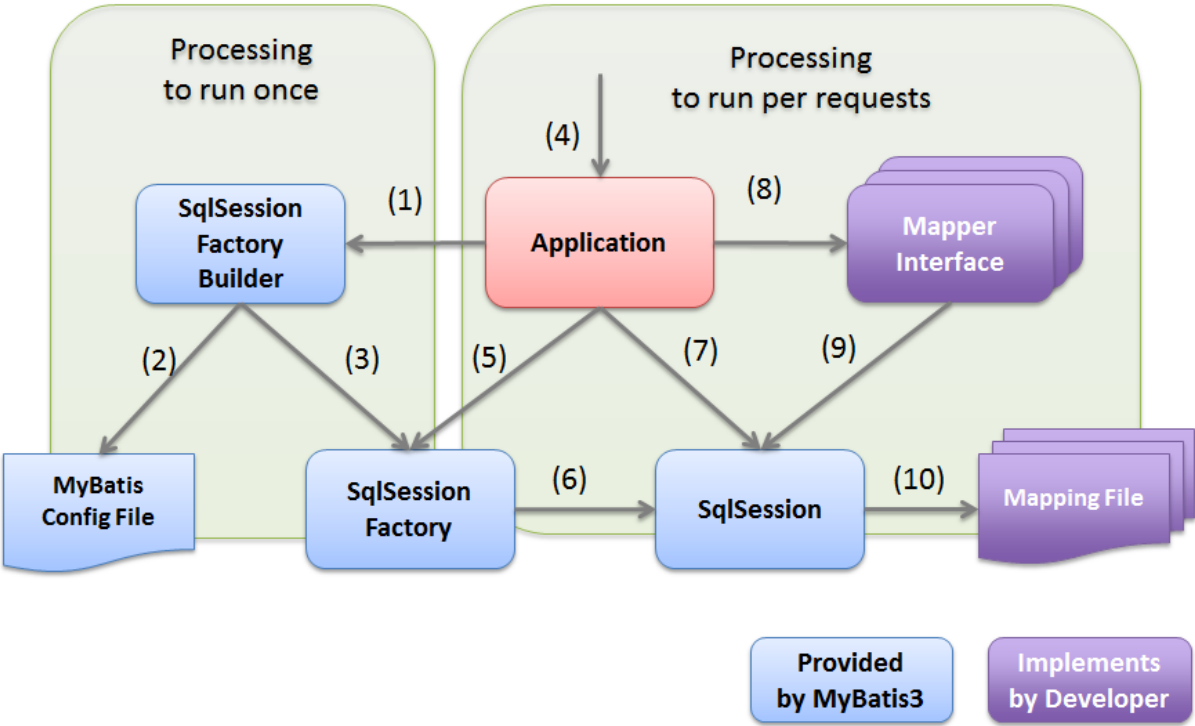 Processing
to run once
Processing
to run per requests
(4)
(1)
(8)
SqlSession
Factory
Builder
Application
Mapper
Interface
(2)
(3)
(5)
(7)
(9)
MyBatis
Config File
SqlSession
Factory
(6)
SqlSession
(10)
Mapping File
Provided
by MyBatis3
Implements
by Developer